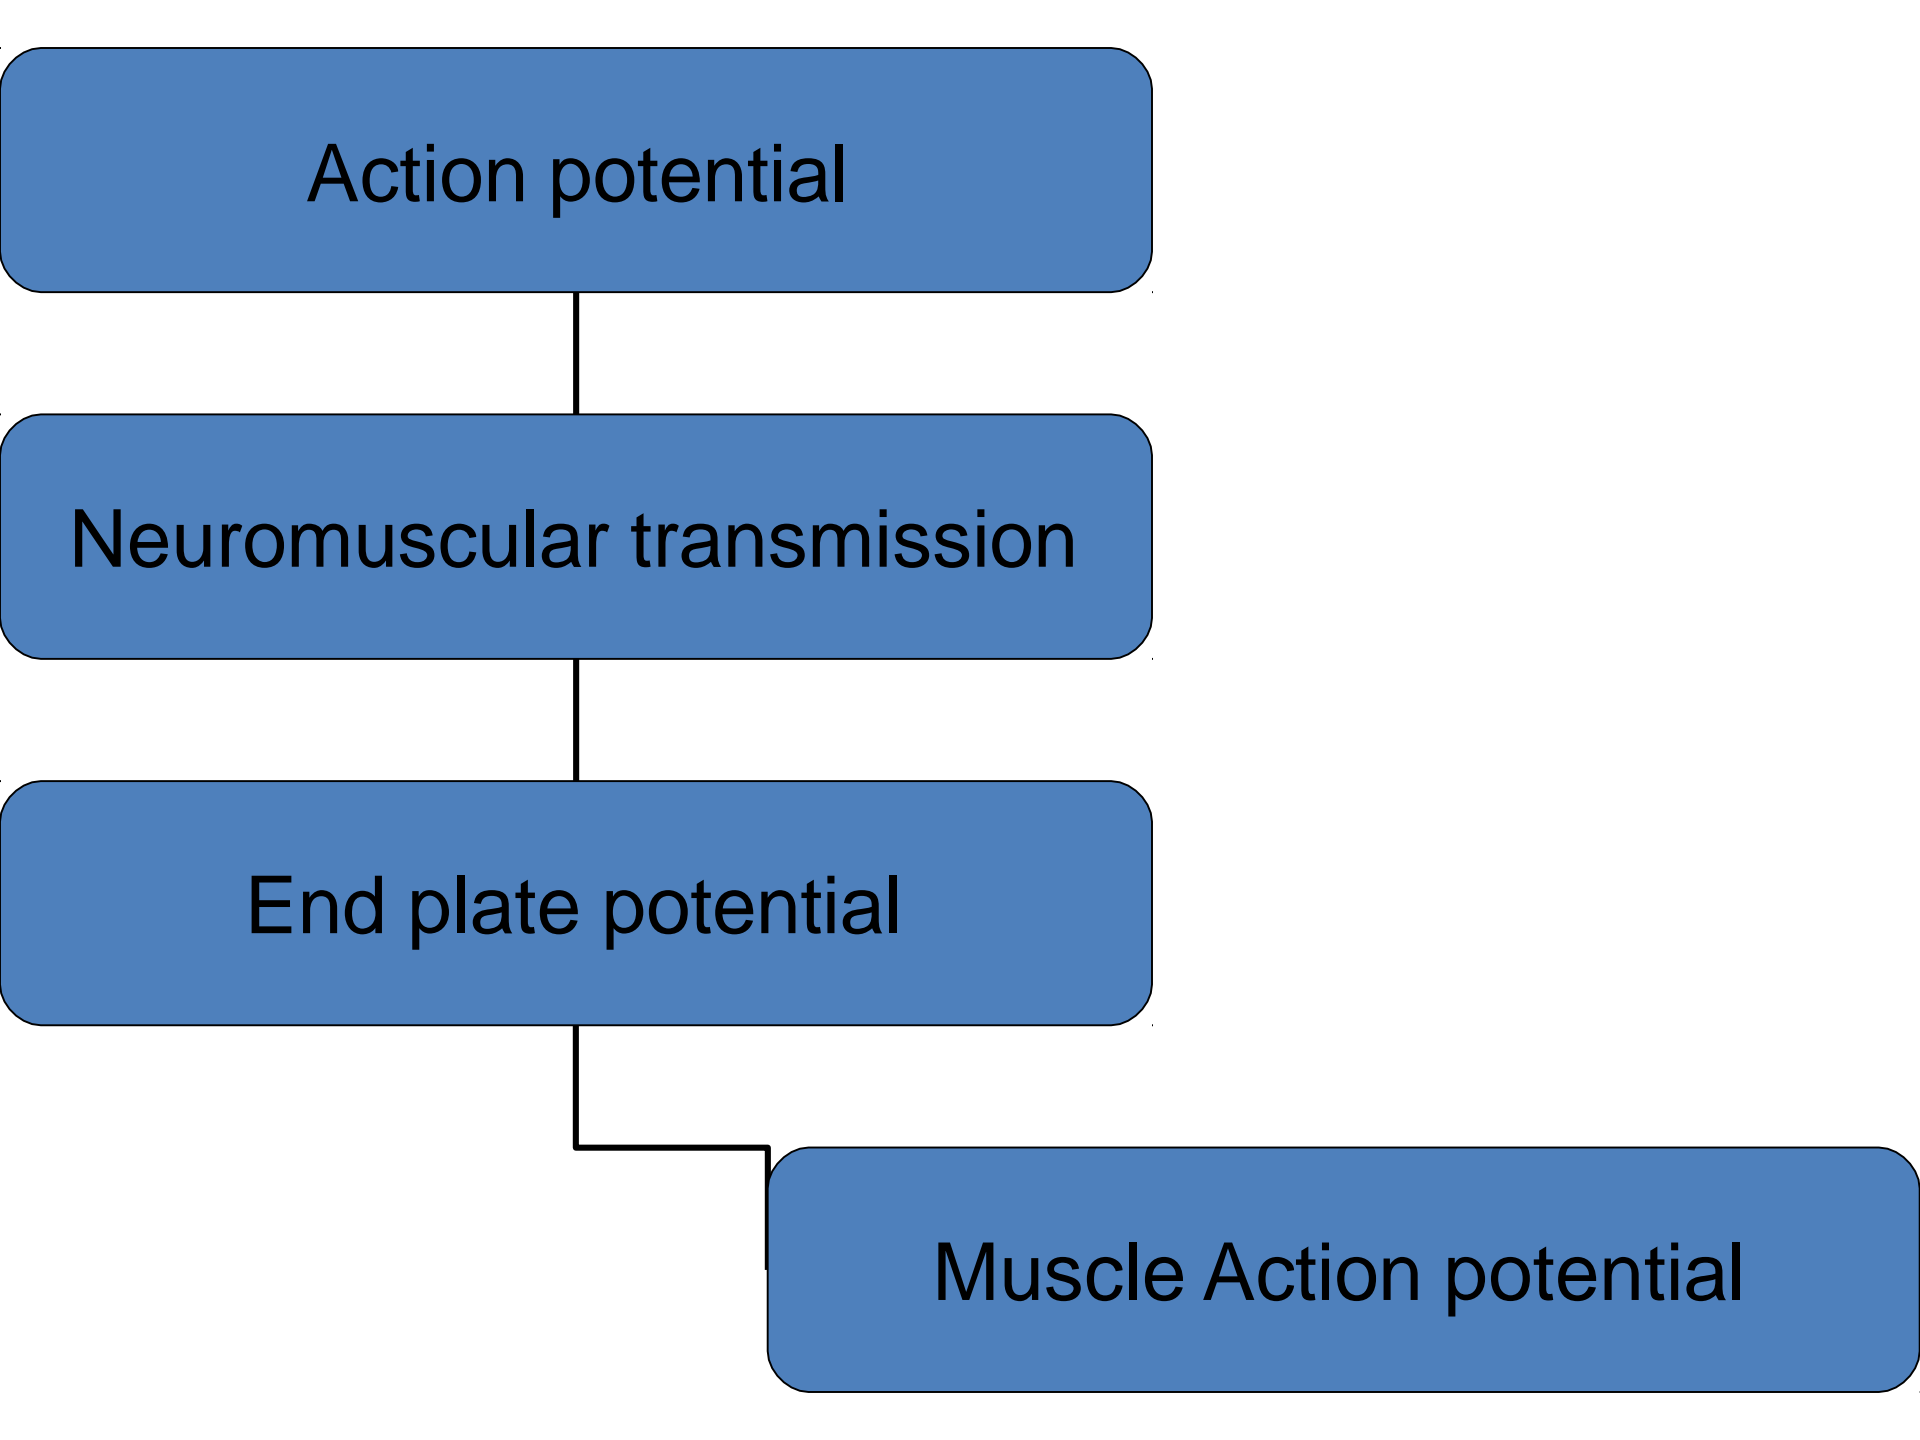 Action potential
Neuromuscular transmission
End plate potential
Muscle Action potential